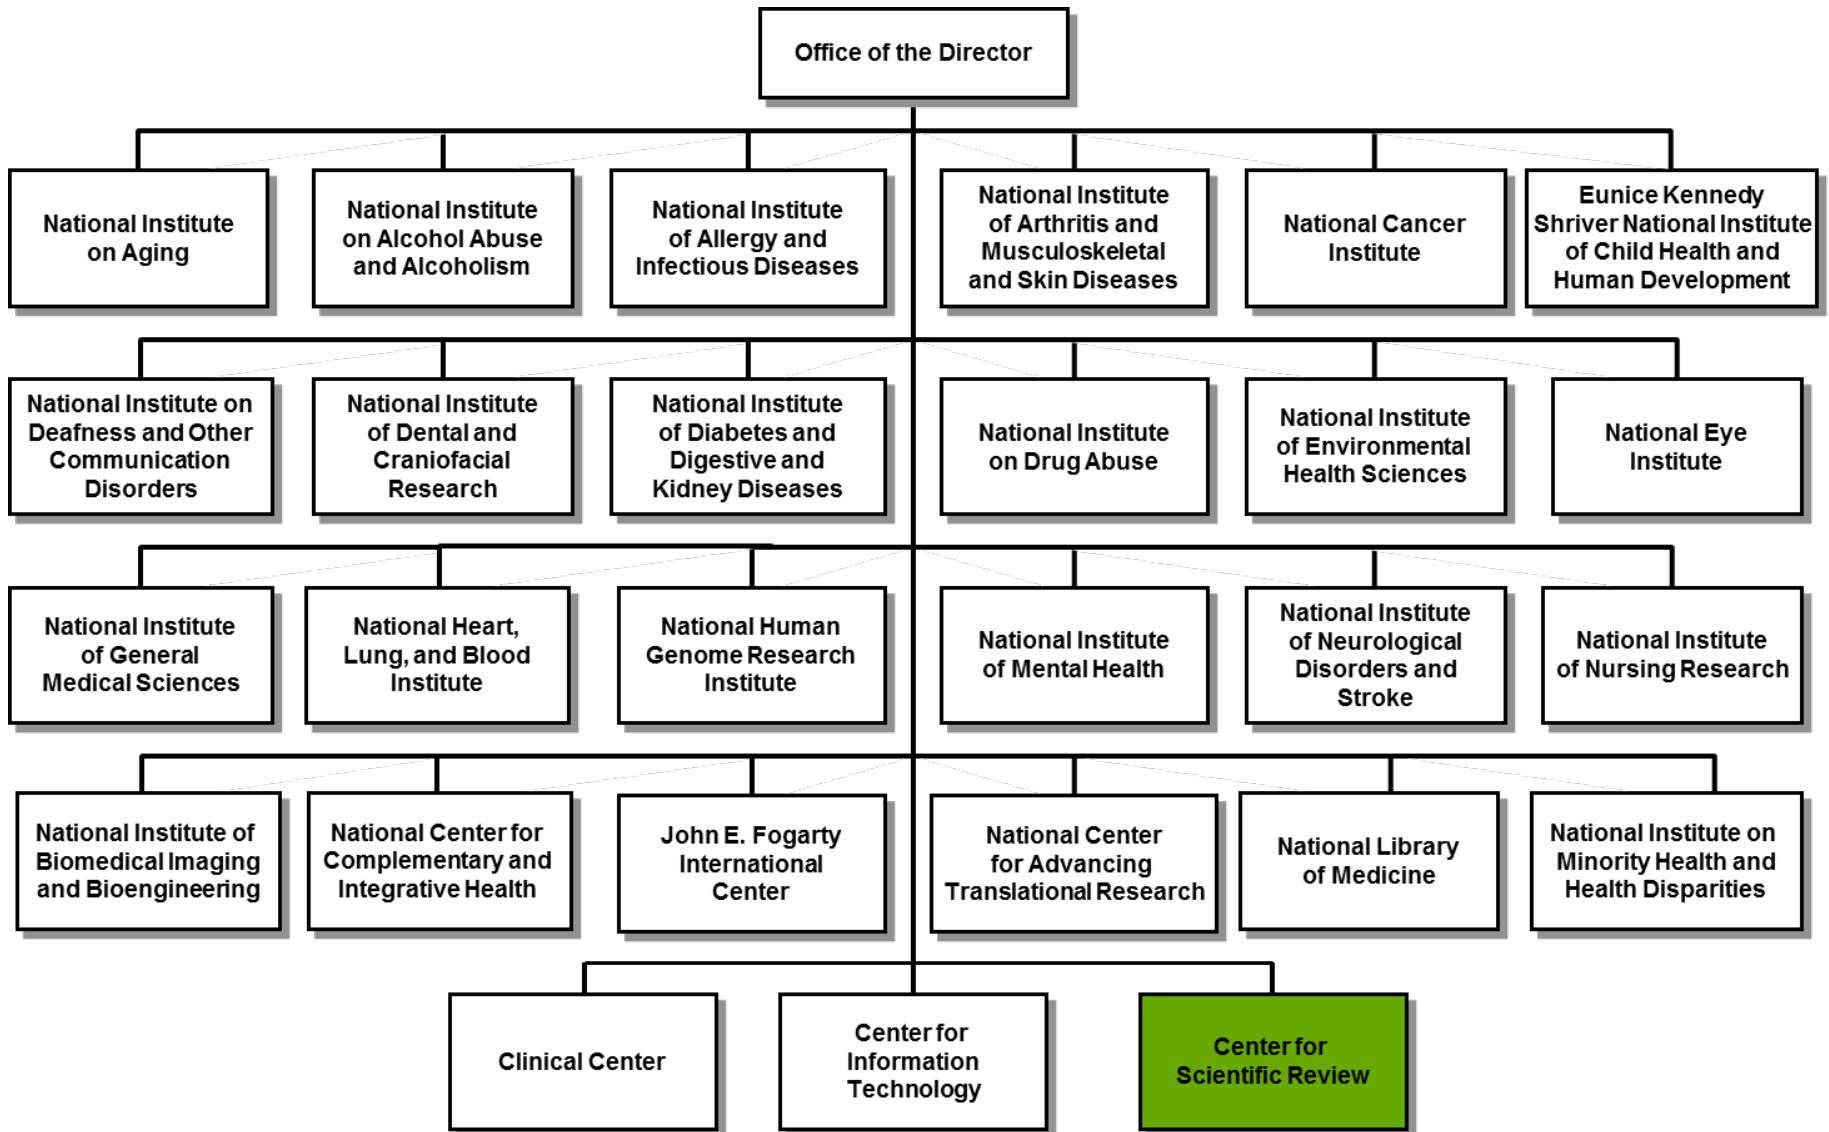 Office of the Director
National Institute
on Aging
National Institute
on Alcohol Abuse
and Alcoholism
National Institute
of Allergy and
Infectious Diseases
National Institute
of Arthritis and
Musculoskeletal
and Skin Diseases
National Cancer
Institute
Eunice Kennedy
Shriver National Institute
of Child Health and
Human Development
National Institute on
Deafness and Other
Communication
Disorders
National Institute
of Dental and
Craniofacial
Research
National Institute
of Diabetes and
Digestive and
Kidney Diseases
National Institute
on Drug Abuse
National Institute
of Environmental
Health Sciences
National Eye
Institute
National Institute
of General
Medical Sciences
National Heart,
Lung, and Blood
Institute
National Human
Genome Research
Institute
National Institute
of Mental Health
National Institute
of Neurological
Disorders and
Stroke
National Institute
of Nursing Research
National Institute of
Biomedical Imaging
and Bioengineering
National Center for
Complementary and
Integrative Health
John E. Fogarty
International
Center
National Center
for Advancing
Translational Research
National Library
of Medicine
National Institute on
Minority Health and
Health Disparities
Clinical Center
Center for
Information
Technology
Center for
Scientific Review